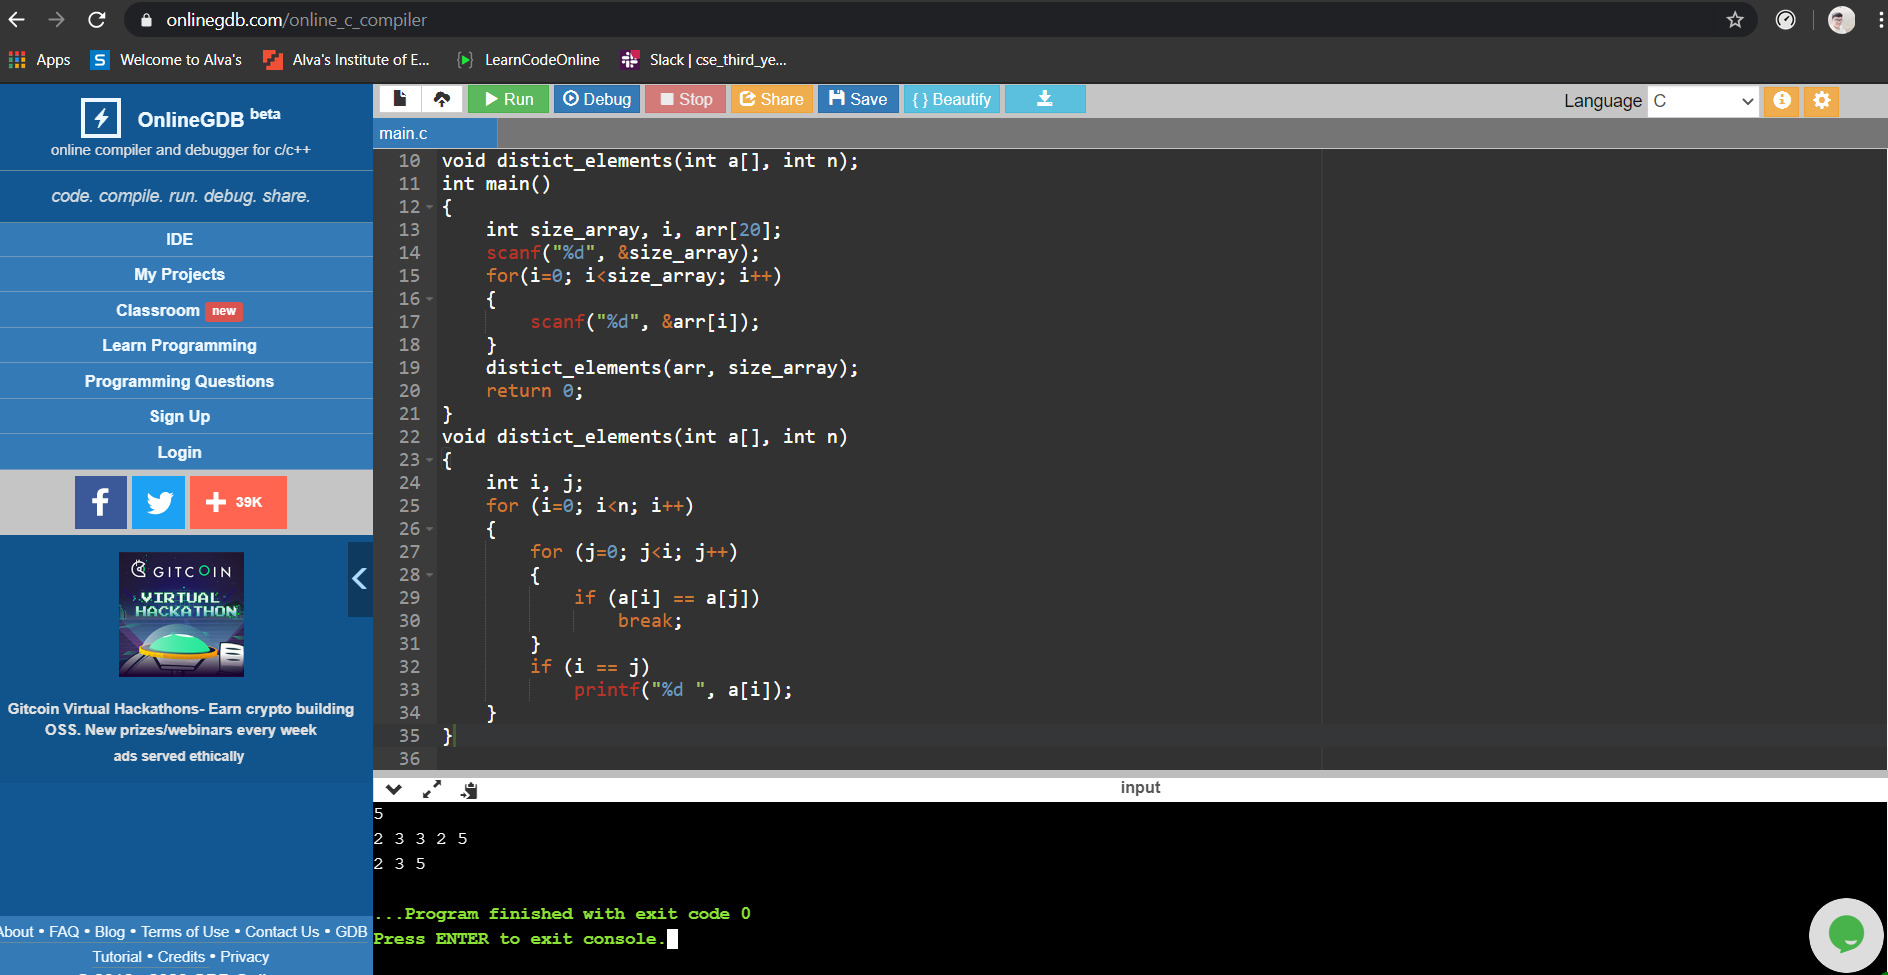 onlinegdb.com/online_c_compiler
Apps Welcome to Alva's Alva's Institute of E... LearnCodeOnline Slack | cse_third_ye...
OnlineGDB beta
online compiler and debugger for c/c++
code. compile. run. debug. share.
IDE
My Projects
Classroom new
Learn Programming
Programming Questions
Sign Up
Login
39K
GITCOIN
VIRTUAL
HACKATHON
Gitcoin Virtual Hackathons- Earn crypto building
OSS. New prizes/webinars every week
ads served ethically
About • FAQ • Blog • Terms of Use • Contact Us • GDB
Tutorial • Credits • Privacy
Run Debug Stop Share Save { } Beautify Language C
main.c
10 void distict_elements(int a[], int n);
11 int main()
12 {
13     int size_array, i, arr[20];
14     scanf("%d", &size_array);
15     for(i=0; i<size_array; i++)
16     {
17         scanf("%d", &arr[i]);
18     }
19     distict_elements(arr, size_array);
20     return 0;
21 }
22 void distict_elements(int a[], int n)
23 {
24     int i, j;
25     for (i=0; i<n; i++)
26     {
27         for (j=0; j<i; j++)
28         {
29             if (a[i] == a[j])
30                 break;
31         }
32         if (i == j)
33             printf("%d ", a[i]);
34     }
35 }
36
input
5
2 3 3 2 5
2 3 5
...Program finished with exit code 0
Press ENTER to exit console.